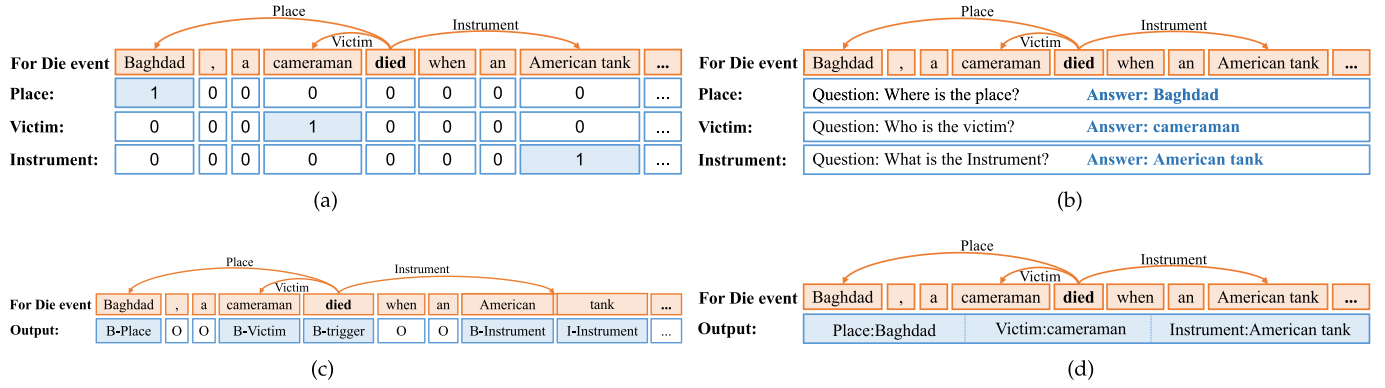 Place
Instrument
Victim
For Die event Baghdad , a cameraman died when an American tank ...
Place: 1 0 0 0 0 0 0 0 ...
Victim: 0 0 0 1 0 0 0 0 ...
Instrument: 0 0 0 0 0 0 0 1 ...
(a)
Place
Instrument
Victim
For Die event Baghdad , a cameraman died when an American tank ...
Place: Question: Where is the place? Answer: Baghdad
Victim: Question: Who is the victim? Answer: cameraman
Instrument: Question: What is the Instrument? Answer: American tank
(b)
Place
Instrument
Victim
For Die event Baghdad , a cameraman died when an American tank ...
Output: B-Place O O B-Victim B-trigger O O B-Instrument I-Instrument ...
(c)
Place
Instrument
Victim
For Die event Baghdad , a cameraman died when an American tank ...
Output: Place:Baghdad Victim:cameraman Instrument:American tank
(d)